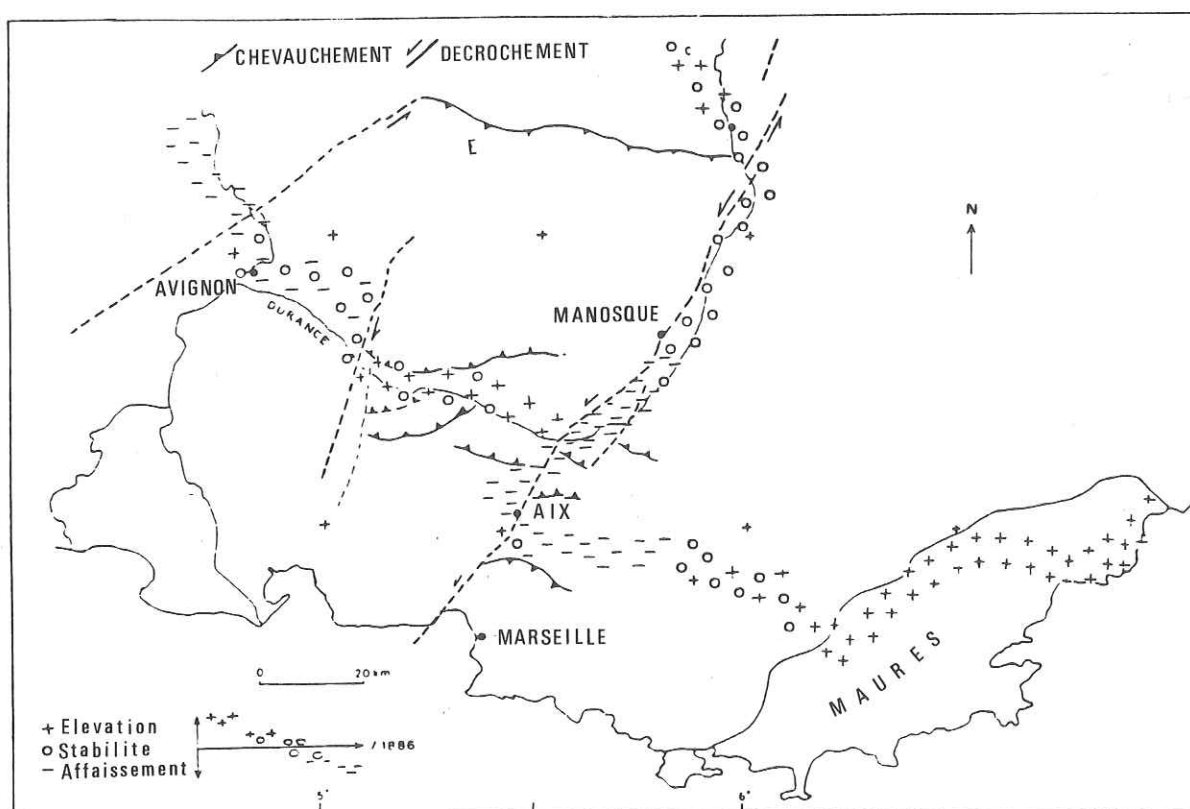 CHEVAUCHEMENT DECROCHEMENT
c
E
N
AVIGNON
DURANCE
MANOSQUE
AIX
MARSEILLE
MAURES
0 20 km
+ Elevation
o Stabilite
- Affaissement
/ 1886
5° 6°